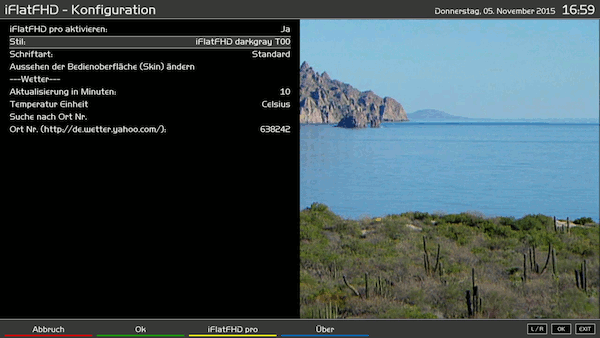 iFlatFHD - Konfiguration
Donnerstag, 05. November 2015 16:59
iFlatFHD pro aktivieren: Ja
Stil: iFlatFHD darkgray T00
Schriftart: Standard
Aussehen der Bedienoberfläche (Skin) ändern
---Wetter---
Aktualisierung in Minuten: 10
Temperatur Einheit Celsius
Suche nach Ort Nr.
Ort Nr. (http://de.wetter.yahoo.com/): 638242
Abbruch Ok iFlatFHD pro Über L/R OK EXIT